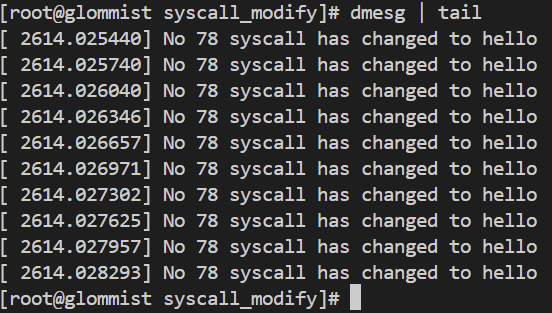 [root@glommist syscall_modify]# dmesg | tail
[ 2614.025440] No 78 syscall has changed to hello
[ 2614.025740] No 78 syscall has changed to hello
[ 2614.026040] No 78 syscall has changed to hello
[ 2614.026346] No 78 syscall has changed to hello
[ 2614.026657] No 78 syscall has changed to hello
[ 2614.026971] No 78 syscall has changed to hello
[ 2614.027302] No 78 syscall has changed to hello
[ 2614.027625] No 78 syscall has changed to hello
[ 2614.027957] No 78 syscall has changed to hello
[ 2614.028293] No 78 syscall has changed to hello
[root@glommist syscall_modify]#